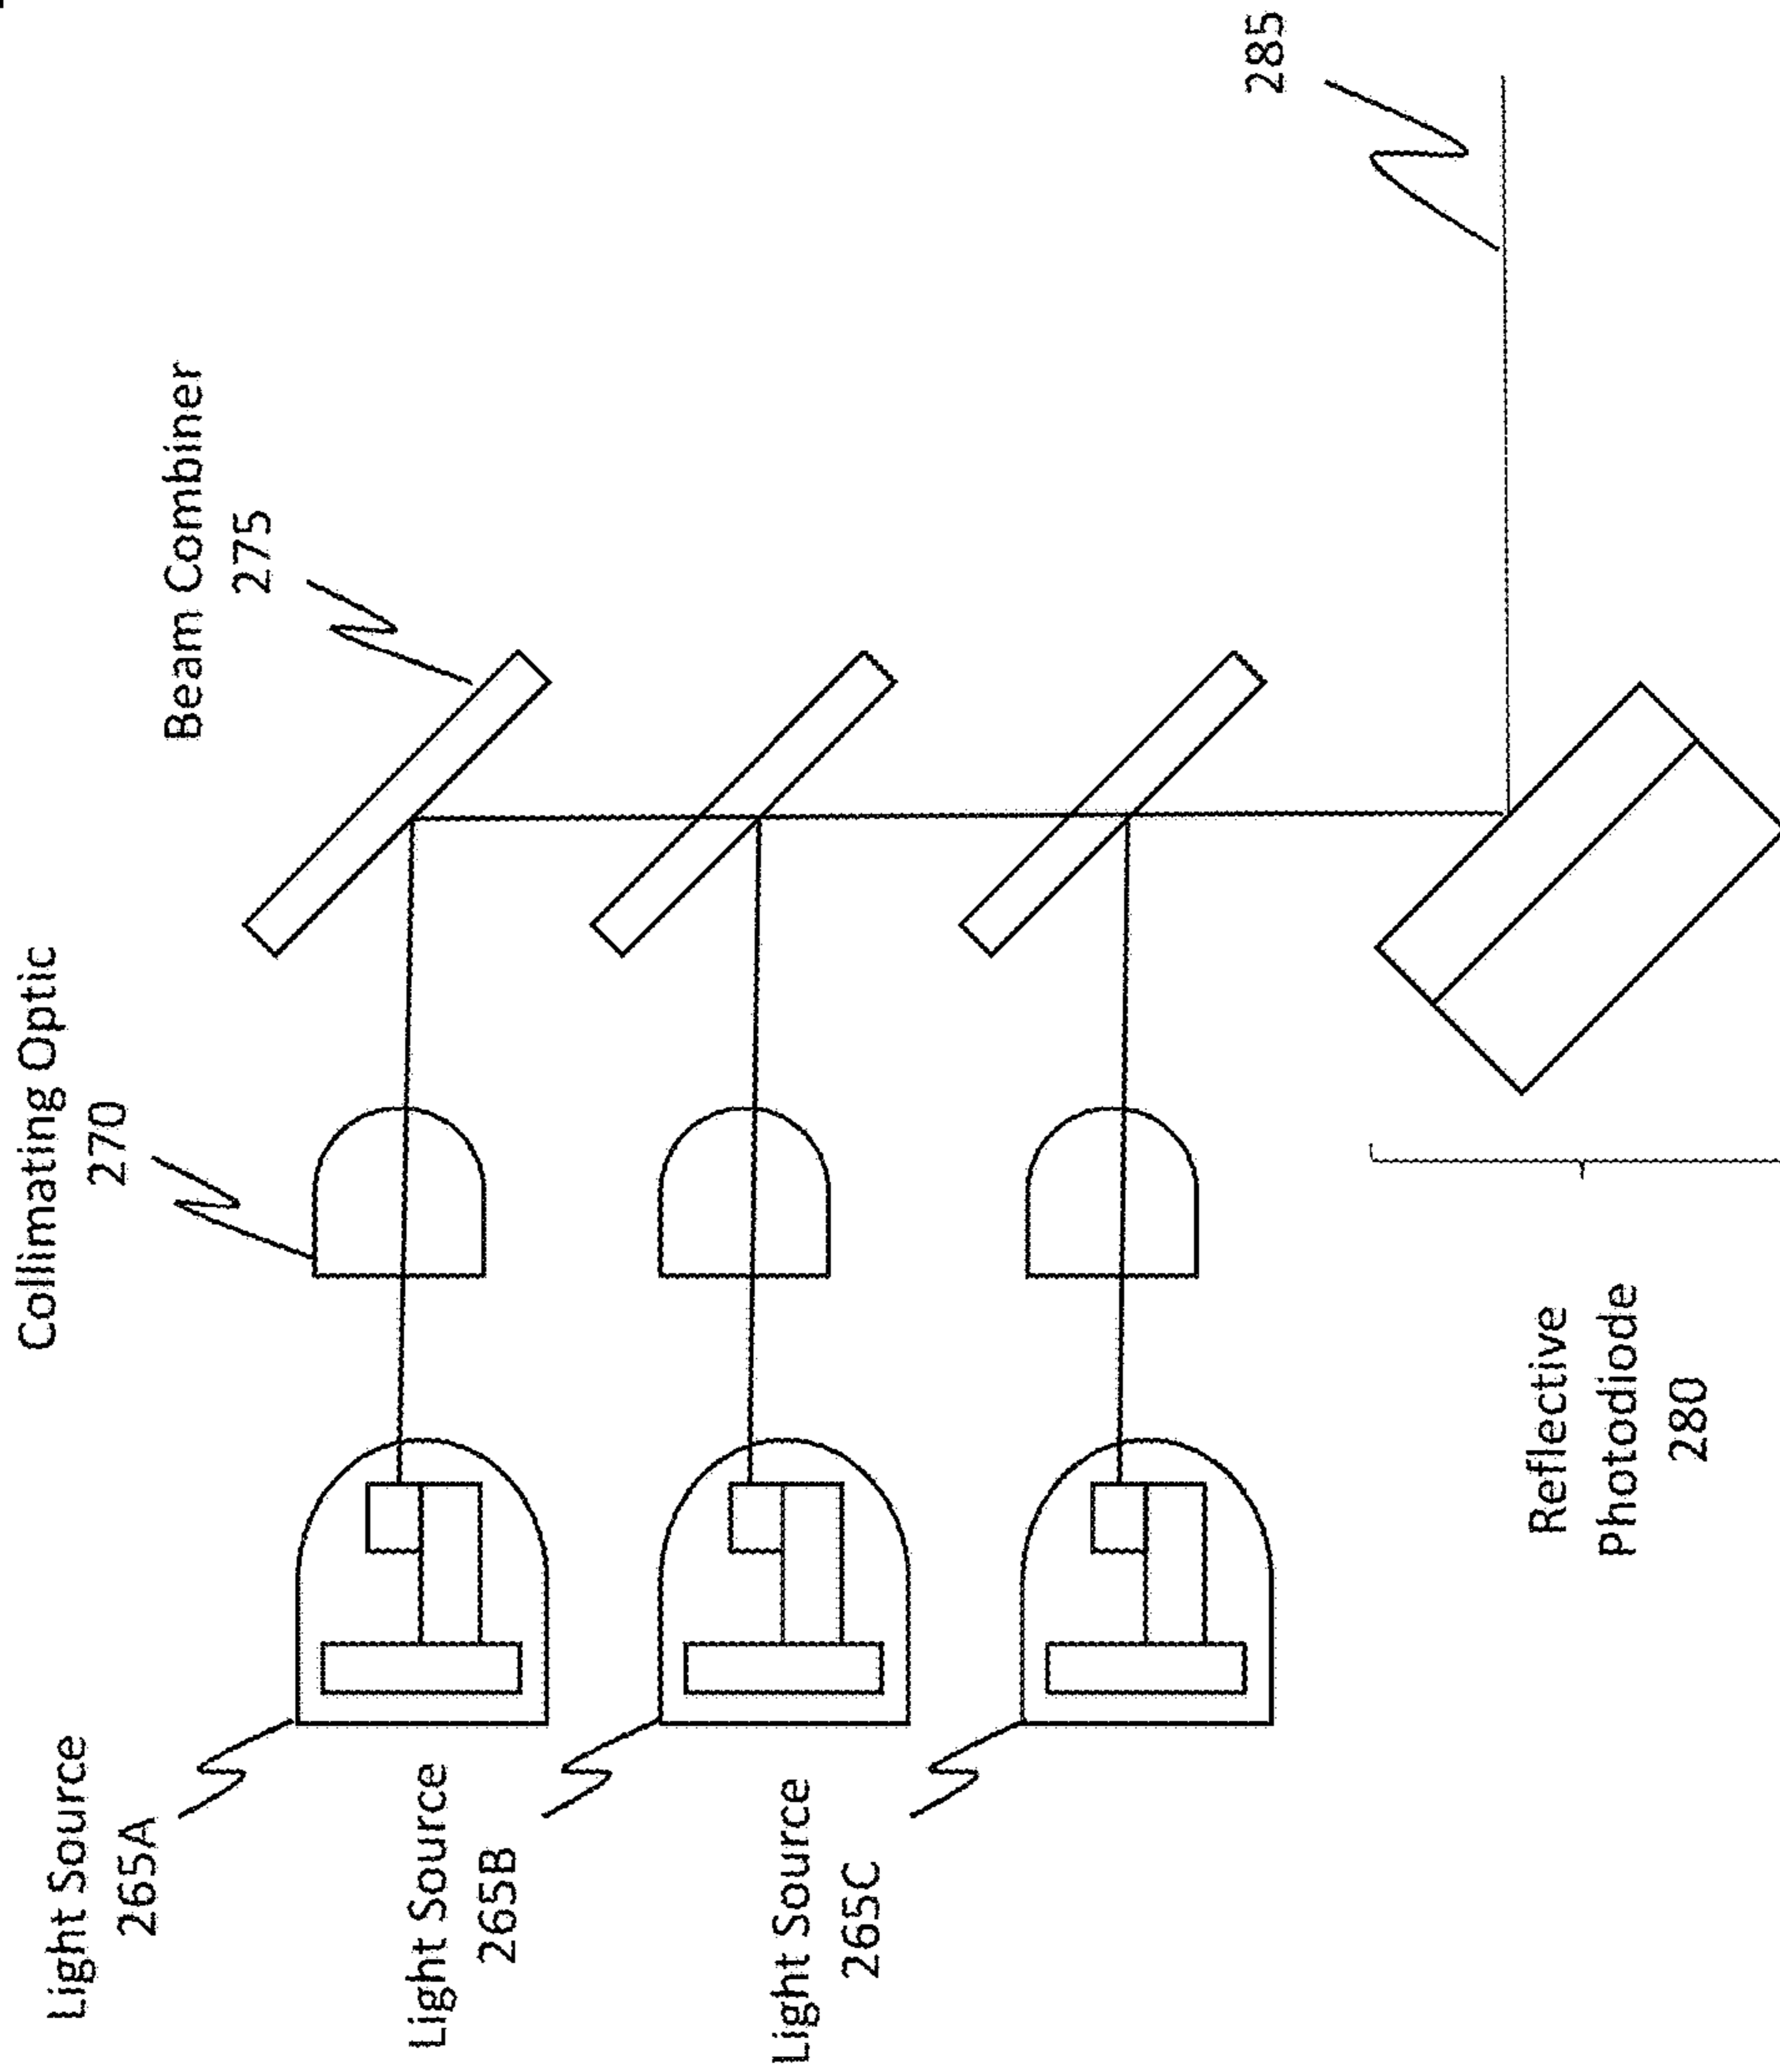 Light Source
265A
Light Source
265B
Light Source
265C
Collimating Optic
270
Beam Combiner
275
Reflective
Photodiode
280
285